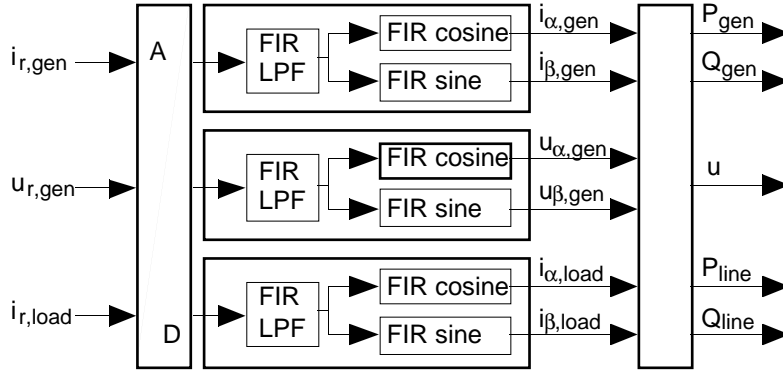 i_r,gen
u_r,gen
i_r,load
A
D
FIR
LPF
FIR cosine
FIR sine
i_α,gen
i_β,gen
FIR
LPF
FIR cosine
FIR sine
u_α,gen
u_β,gen
FIR
LPF
FIR cosine
FIR sine
i_α,load
i_β,load
P_gen
Q_gen
u
P_line
Q_line